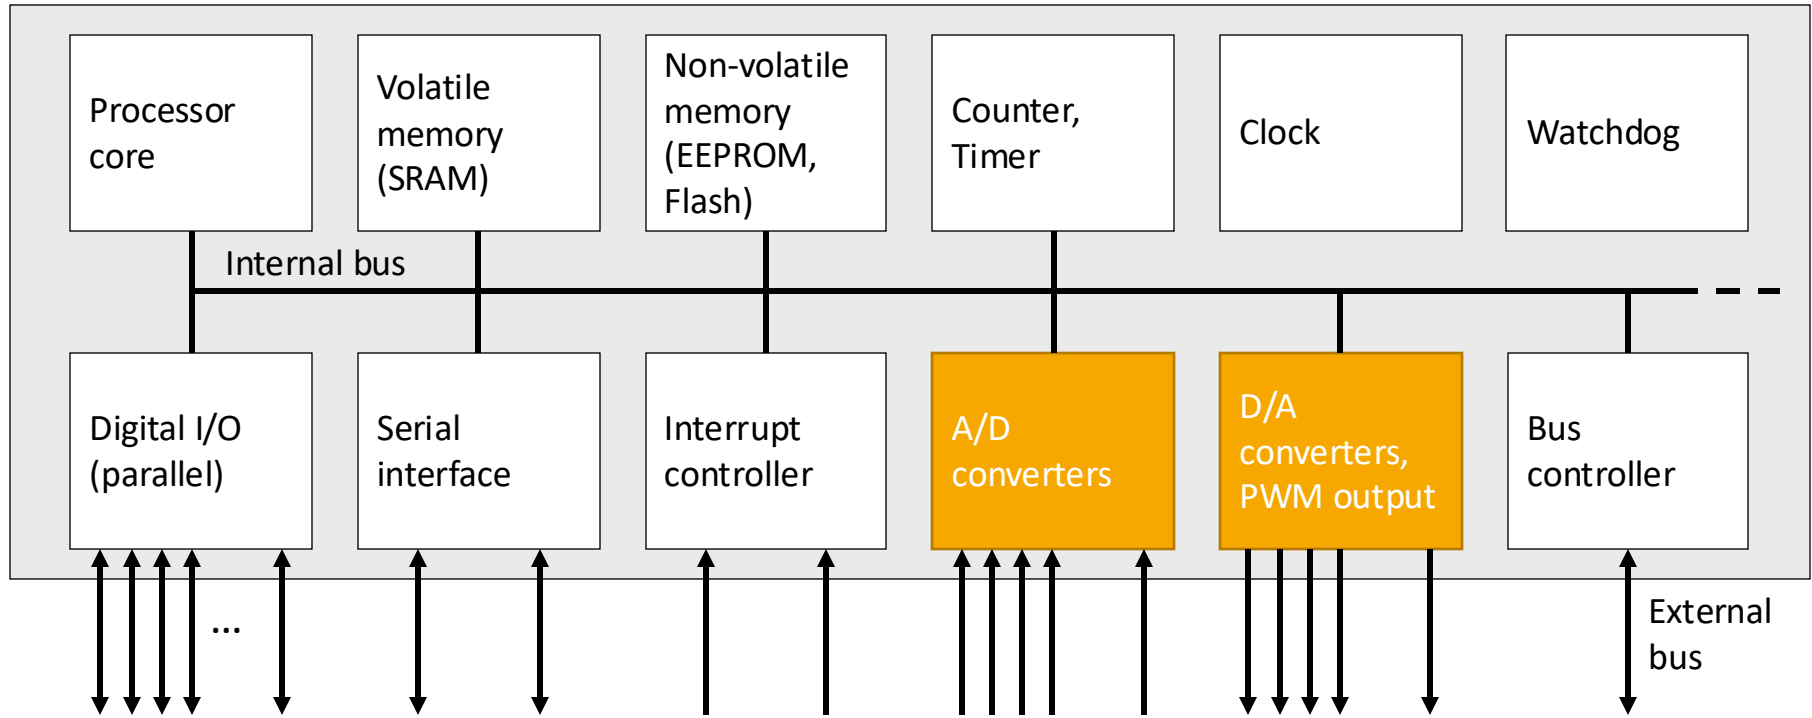 Processor
core
Volatile
memory
(SRAM)
Non-volatile
memory
(EEPROM,
Flash)
Counter,
Timer
Clock
Watchdog
Internal bus
Digital I/O
(parallel)
Serial
interface
Interrupt
controller
A/D
converters
D/A
converters,
PWM output
Bus
controller
...
External
bus